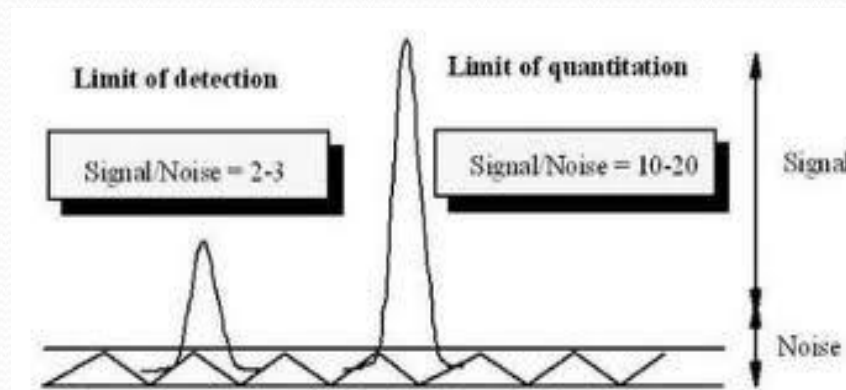 Limit of detection
Limit of quantitation
Signal/Noise = 2-3
Signal/Noise = 10-20
Signal
Noise